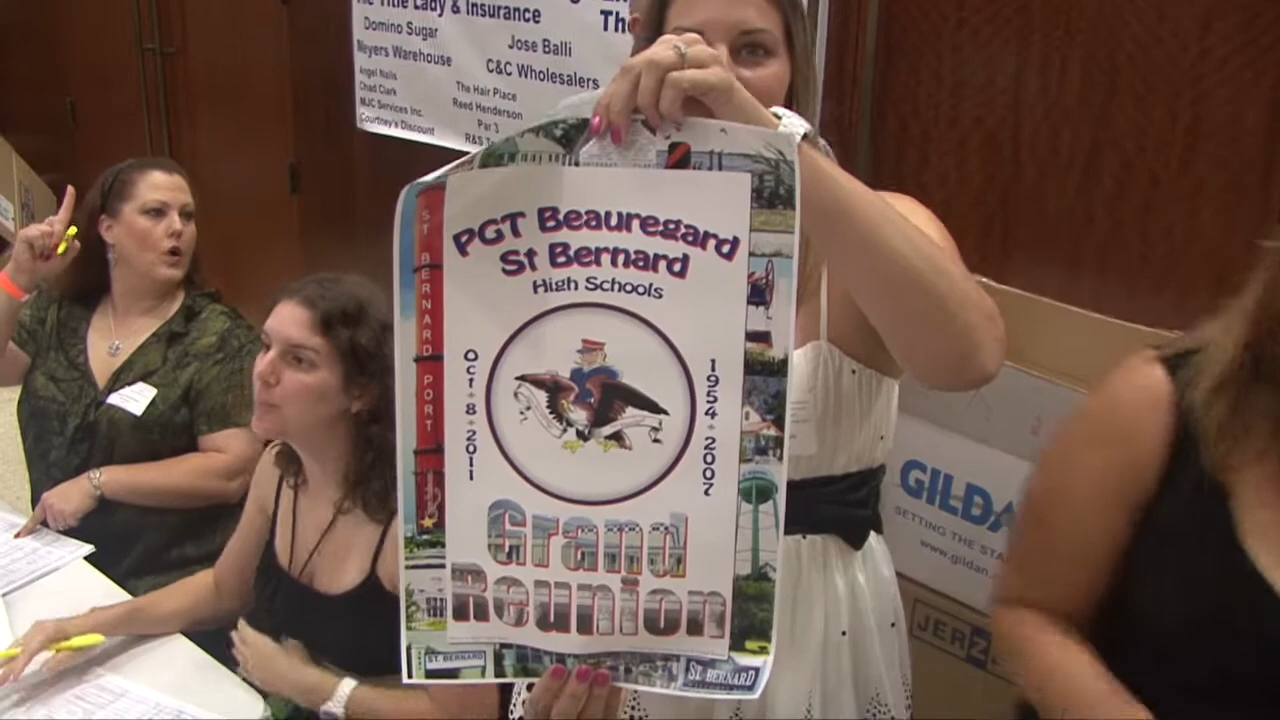 Title Lady & Insurance
The
Domino Sugar
Jose Balli
Meyers Warehouse
C&C Wholesalers
Angel Nails
Chad Clark
MJC Services Inc.
Courtney's Discount
The Hair Place
Reed Henderson
Par 3
R&S
PGT Beauregard
St Bernard
High Schools
Oct 8 2011
1954 2007
Grand
Reunion
ST BERNARD PORT
ST. BERNARD
ST. BERNARD
GILDA
SETTING THE STA
www.gildan
JERZ